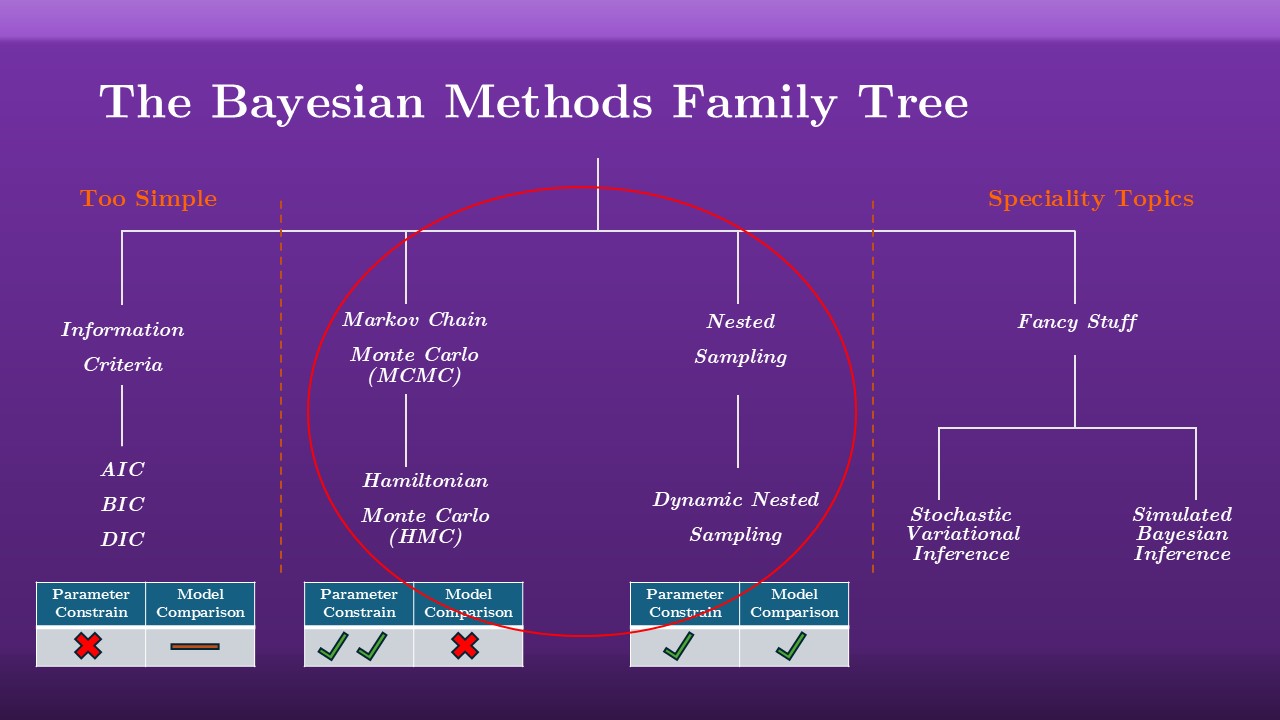 The Bayesian Methods Family Tree
Too Simple
Speciality Topics
Information
Criteria
AIC
BIC
DIC
Markov Chain
Monte Carlo
(MCMC)
Hamiltonian
Monte Carlo
(HMC)
Nested
Sampling
Dynamic Nested
Sampling
Fancy Stuff
Stochastic
Variational
Inference
Simulated
Bayesian
Inference
Parameter
Constrain
Model
Comparison
Parameter
Constrain
Model
Comparison
Parameter
Constrain
Model
Comparison